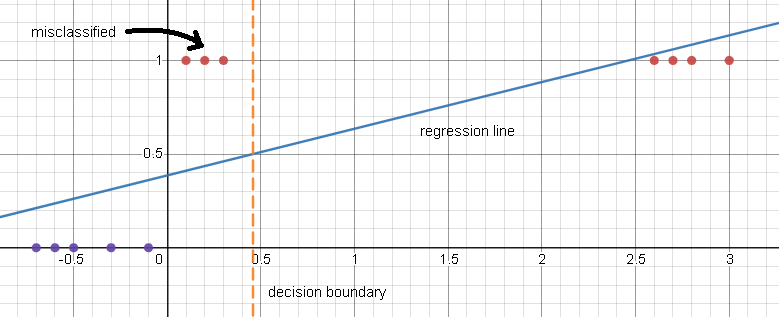 misclassified
1
regression line
0.5
-0.5 0 0.5 1 1.5 2 2.5 3
decision boundary